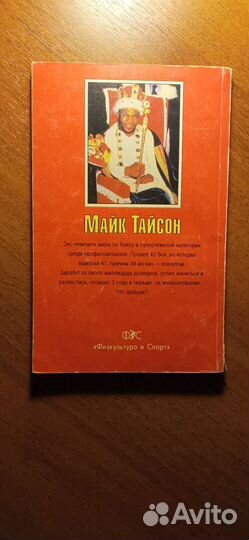 МАЙК ТАЙСОН
Экс-чемпион мира по боксу в супертяжелой категории
среди профессионалов. Провел 42 боя, из которых
выиграл 41, причем 36 из них — нокаутом.
Заработал около миллиарда долларов, успел жениться и
развестись, отсидел 3 года в тюрьме за изнасилование...
Что дальше?
ФиС
«Физкультура и Спорт»
Avito